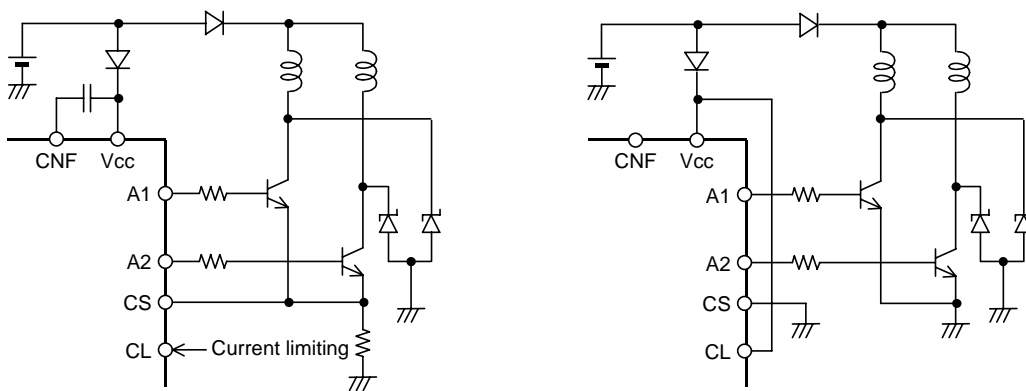 CNF
Vcc
A1
A2
CS
CL
Current limiting
CNF
Vcc
A1
A2
CS
CL